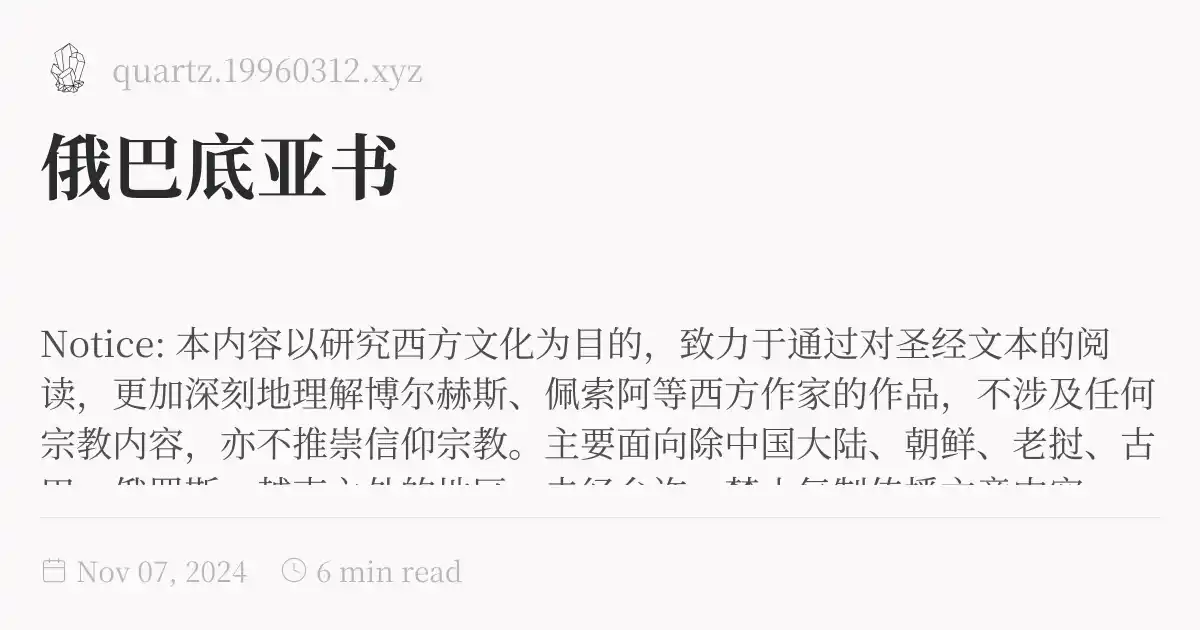 quartz.19960312.xyz
俄巴底亚书
Notice: 本内容以研究西方文化为目的，致力于通过对圣经文本的阅
读，更加深刻地理解博尔赫斯、佩索阿等西方作家的作品，不涉及任何
宗教内容，亦不推崇信仰宗教。主要面向除中国大陆、朝鲜、老挝、古
Nov 07, 2024 6 min read